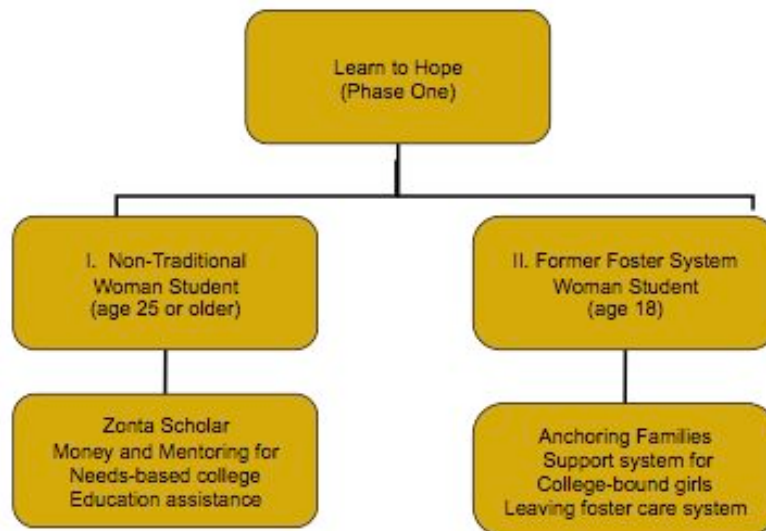 Learn to Hope
(Phase One)
I. Non-Traditional
Woman Student
(age 25 or older)
II. Former Foster System
Woman Student
(age 18)
Zonta Scholar
Money and Mentoring for
Needs-based college
Education assistance
Anchoring Families
Support system for
College-bound girls
Leaving foster care system